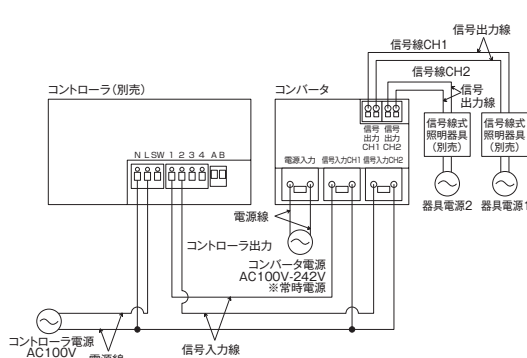 信号出力線
信号線CH1
信号線CH2
信号
出力線
コントローラ(別売)
コンバータ
信号 信号
出力 出力
CH1 CH2
電源入力 信号入力CH1 信号入力CH2
信号線式
照明器具
(別売)
信号線式
照明器具
(別売)
N L SW 1 2 3 4 A B
器具電源2
器具電源1
電源線
コントローラ出力
コンバータ電源
AC100V-242V
※常時電源
コントローラ電源
AC100V
電源線
信号入力線